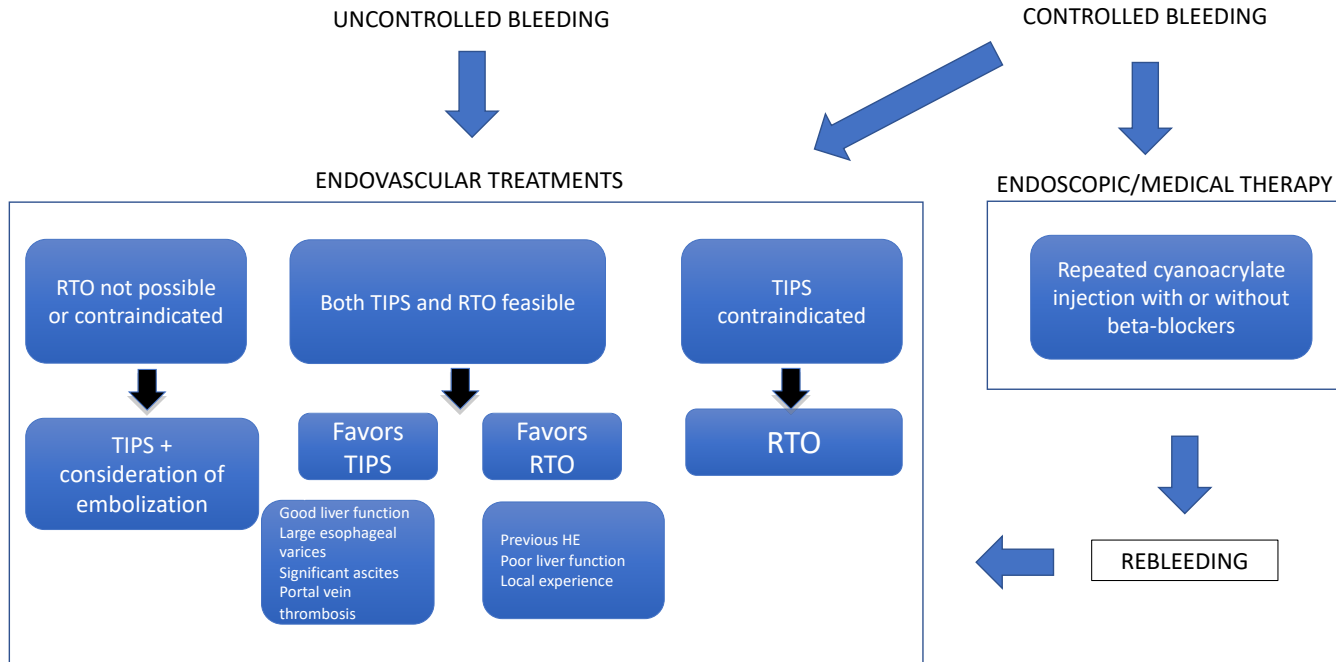 UNCONTROLLED BLEEDING
CONTROLLED BLEEDING
ENDOVASCULAR TREATMENTS
ENDOSCOPIC/MEDICAL THERAPY
RTO not possible
or contraindicated
Both TIPS and RTO feasible
TIPS
contraindicated
Repeated cyanoacrylate
injection with or without
beta-blockers
TIPS +
consideration of
embolization
Favors
TIPS
Favors
RTO
RTO
Good liver function
Large esophageal
varices
Significant ascites
Portal vein
thrombosis
Previous HE
Poor liver function
Local experience
REBLEEDING